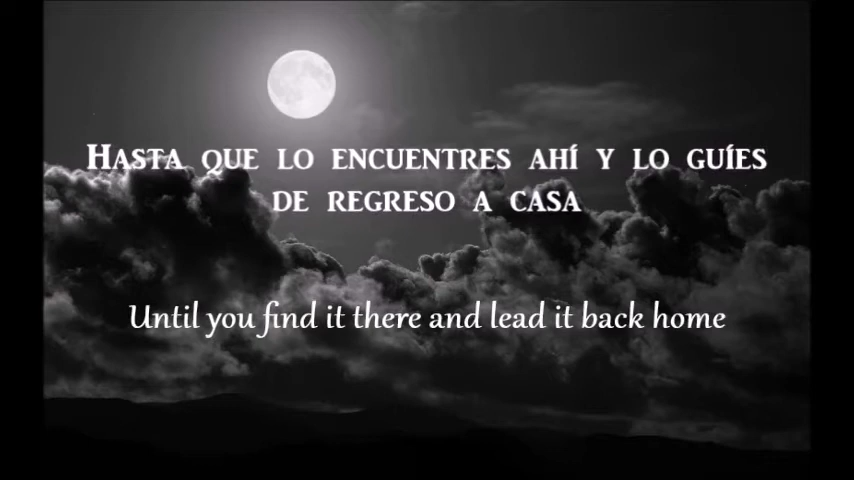 Hasta que lo encuentres ahí y lo guíes
de regreso a casa
Until you find it there and lead it back home